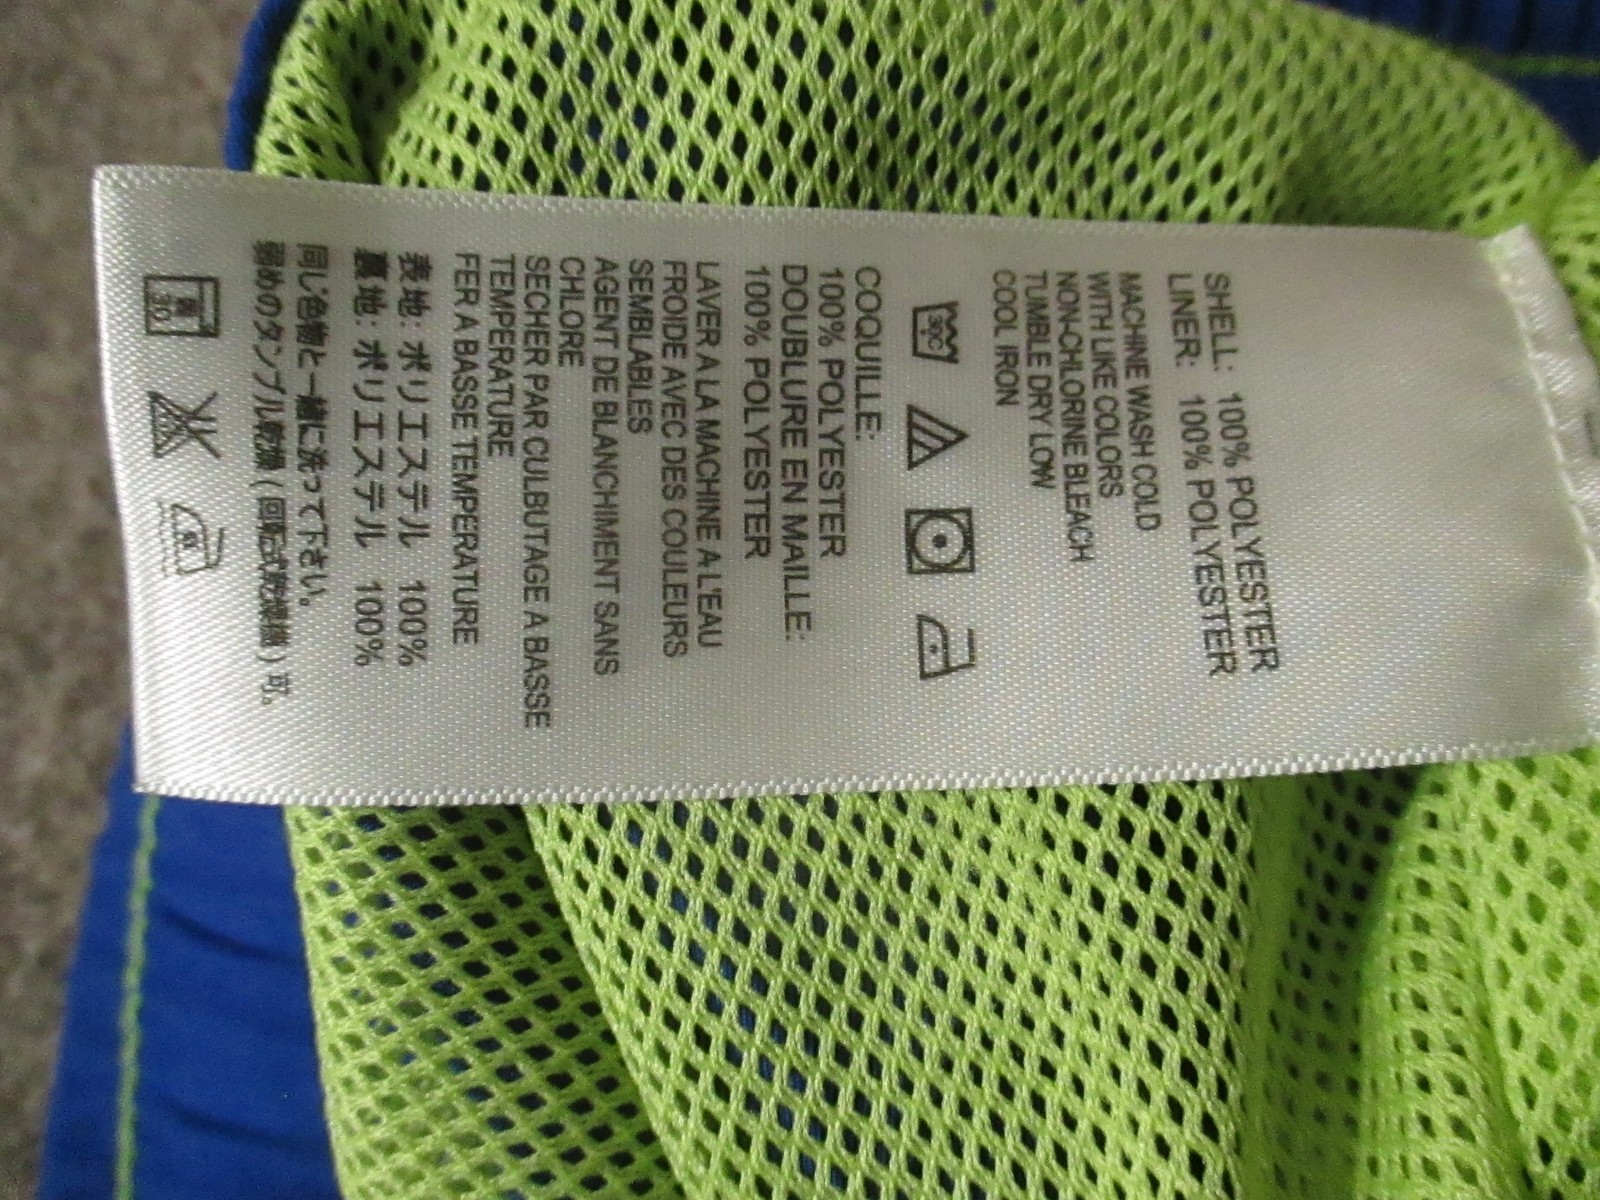 SHELL: 100% POLYESTER
LINER: 100% POLYESTER
MACHINE WASH COLD
WITH LIKE COLORS
NON-CHLORINE BLEACH
TUMBLE DRY LOW
COOL IRON
30C
COQUILLE:
100% POLYESTER
DOUBLURE EN MAILLE:
100% POLYESTER
LAVER A LA MACHINE A L'EAU
FROIDE AVEC DES COULEURS
SEMBLABLES
AGENT DE BLANCHIMENT SANS
CHLORE
SECHER PAR CULBUTAGE A BASSE
TEMPERATURE
FER A BASSE TEMPERATURE
表地: ポリエステル 100%
裏地: ポリエステル 100%
同じ色物と一緒に洗って下さい。
弱めのタンブル乾燥(回転式乾燥機)可。
弱 30
低